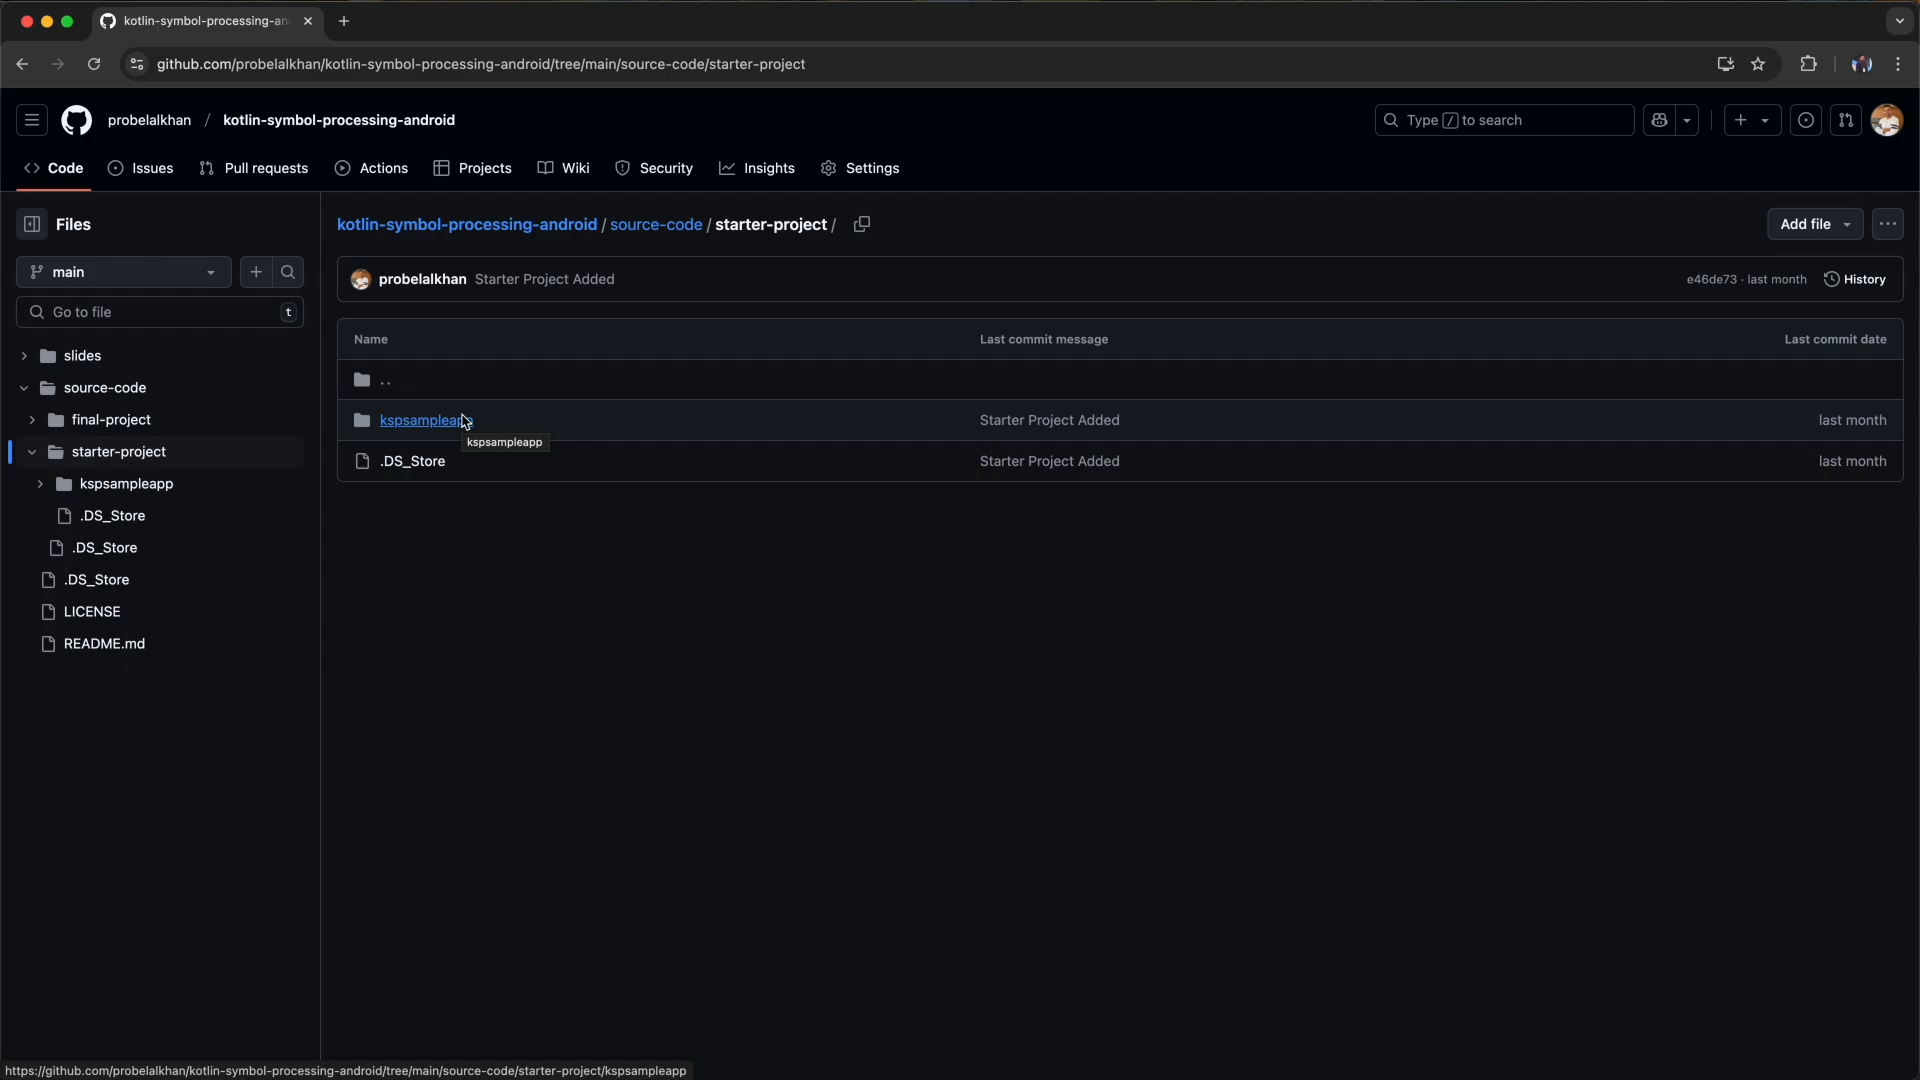 kotlin-symbol-processing-an
github.com/probelalkhan/kotlin-symbol-processing-android/tree/main/source-code/starter-project
probelalkhan / kotlin-symbol-processing-android
Type / to search
Code
Issues
Pull requests
Actions
Projects
Wiki
Security
Insights
Settings
Files
main
Go to file
t
slides
source-code
final-project
starter-project
kspsampleapp
.DS_Store
.DS_Store
.DS_Store
LICENSE
README.md
kotlin-symbol-processing-android / source-code / starter-project /
Add file
probelalkhan Starter Project Added
e46de73 · last month
History
Name
Last commit message
Last commit date
..
kspsampleapp
Starter Project Added
last month
kspsampleapp
.DS_Store
Starter Project Added
last month
https://github.com/probelalkhan/kotlin-symbol-processing-android/tree/main/source-code/starter-project/kspsampleapp